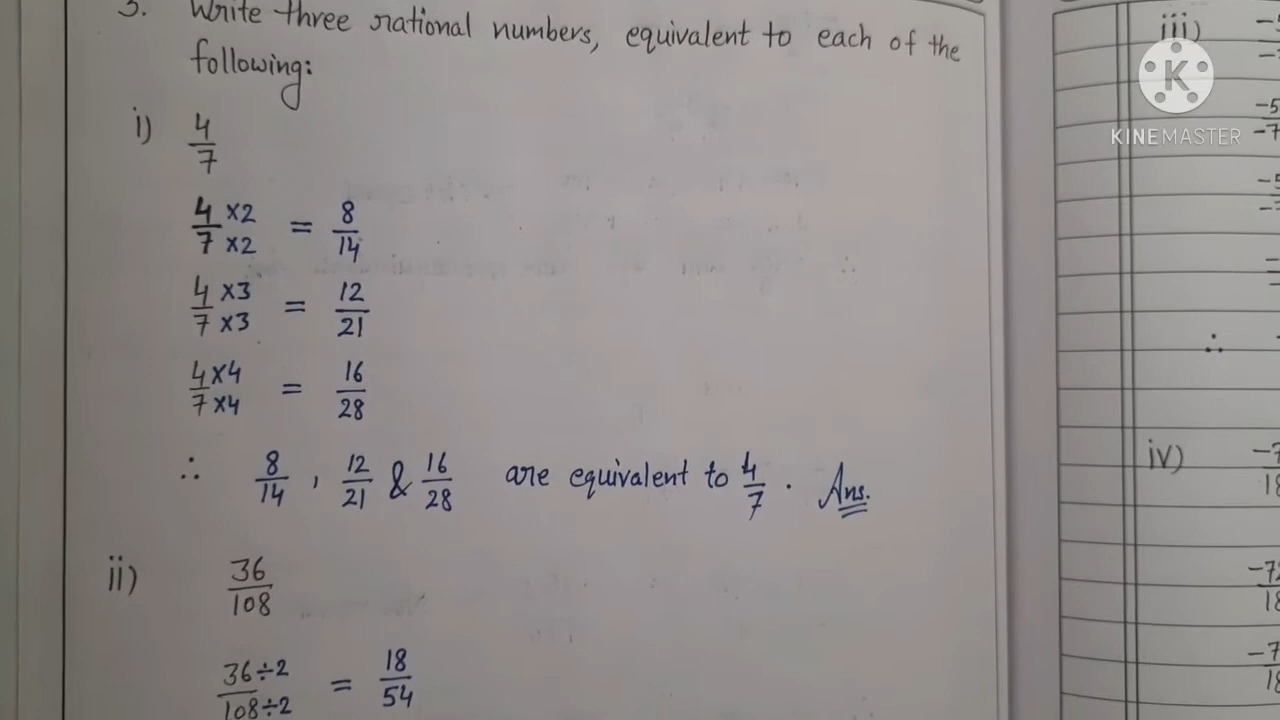 3. Write three rational numbers, equivalent to each of the
following:
i) 4/7
4×2/7×2 = 8/14
4×3/7×3 = 12/21
4×4/7×4 = 16/28
∴ 8/14 , 12/21 & 16/28 are equivalent to 4/7 . Ans.
ii) 36/108
36÷2/108÷2 = 18/54
iii)
K
KINEMASTER
∴
iv)